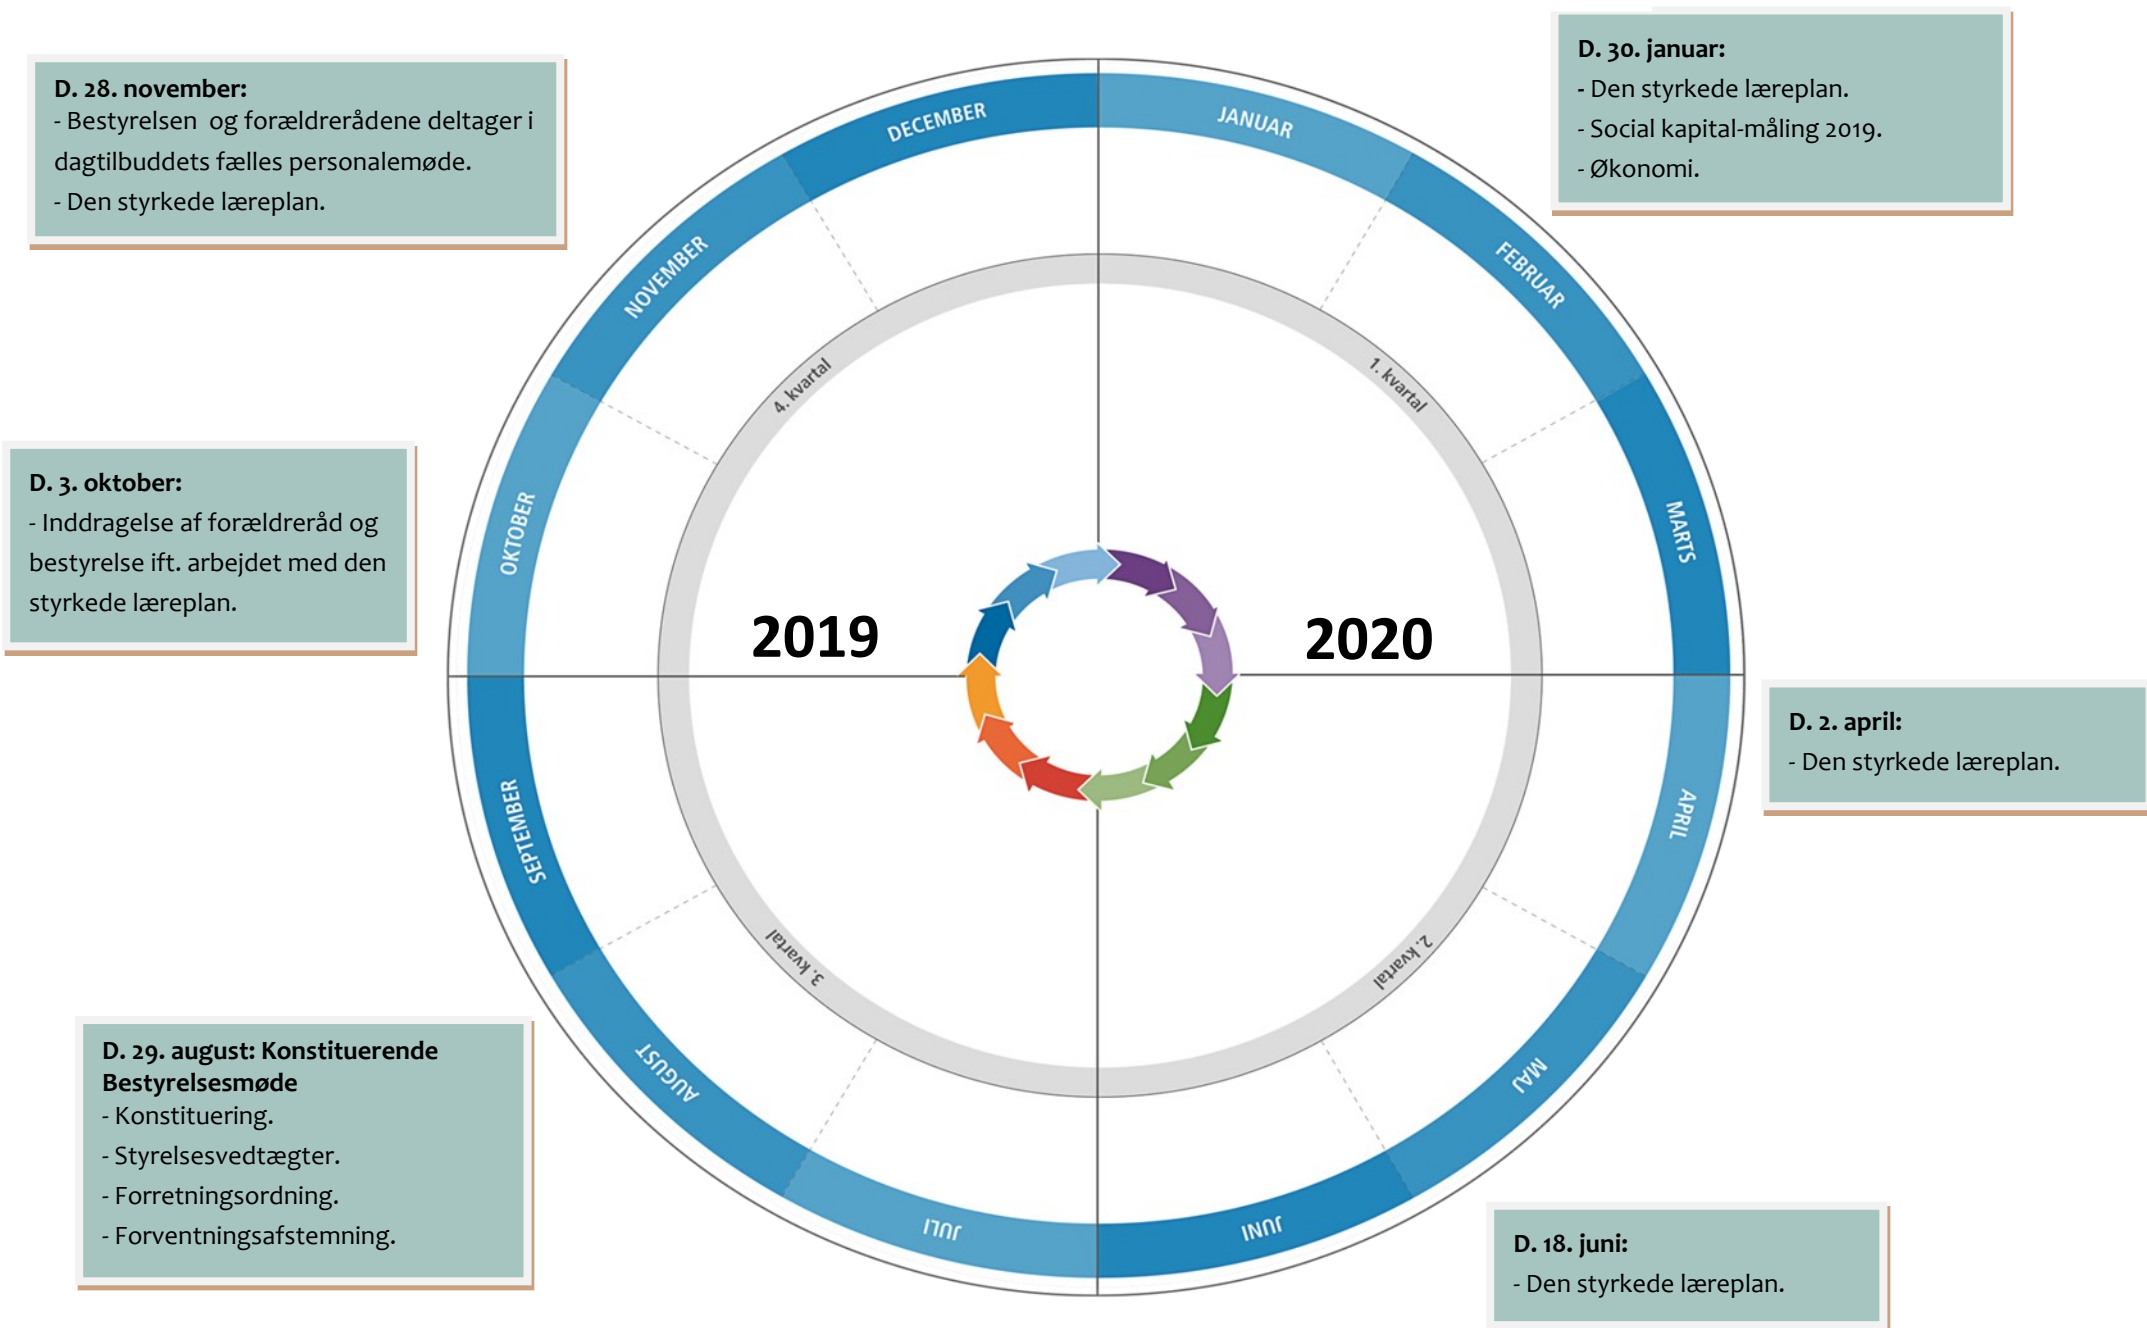 D. 28. november:
- Bestyrelsen  og forældrerådene deltager i
dagtilbuddets fælles personalemøde.
- Den styrkede læreplan.
D. 30. januar:
- Den styrkede læreplan.
- Social kapital-måling 2019.
- Økonomi.
DECEMBER
JANUAR
NOVEMBER
FEBRUAR
4. kvartal
1. kvartal
D. 3. oktober:
- Inddragelse af forældreråd og
bestyrelse ift. arbejdet med den
styrkede læreplan.
OKTOBER
MARTS
2019
2020
D. 2. april:
- Den styrkede læreplan.
SEPTEMBER
APRIL
3. kvartal
2. kvartal
D. 29. august: Konstituerende
Bestyrelsesmøde
- Konstituering.
- Styrelsesvedtægter.
- Forretningsordning.
- Forventningsafstemning.
AUGUST
MAJ
JULI
JUNI
D. 18. juni:
- Den styrkede læreplan.